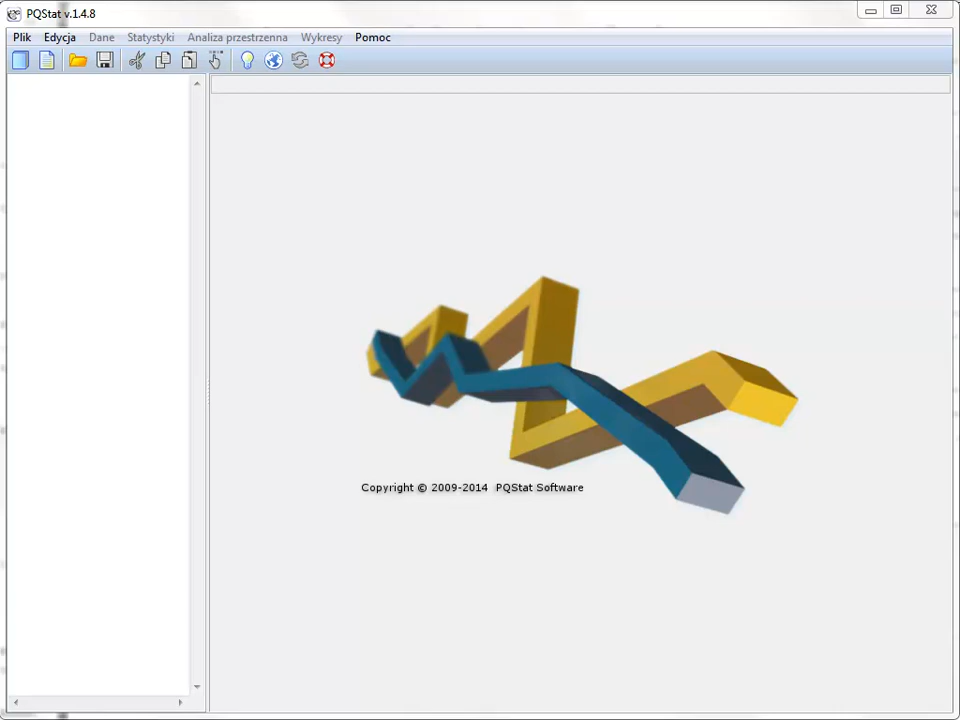 PQStat v.1.4.8
Plik Edycja Dane Statystyki Analiza przestrzenna Wykresy Pomoc
Copyright © 2009-2014 PQStat Software